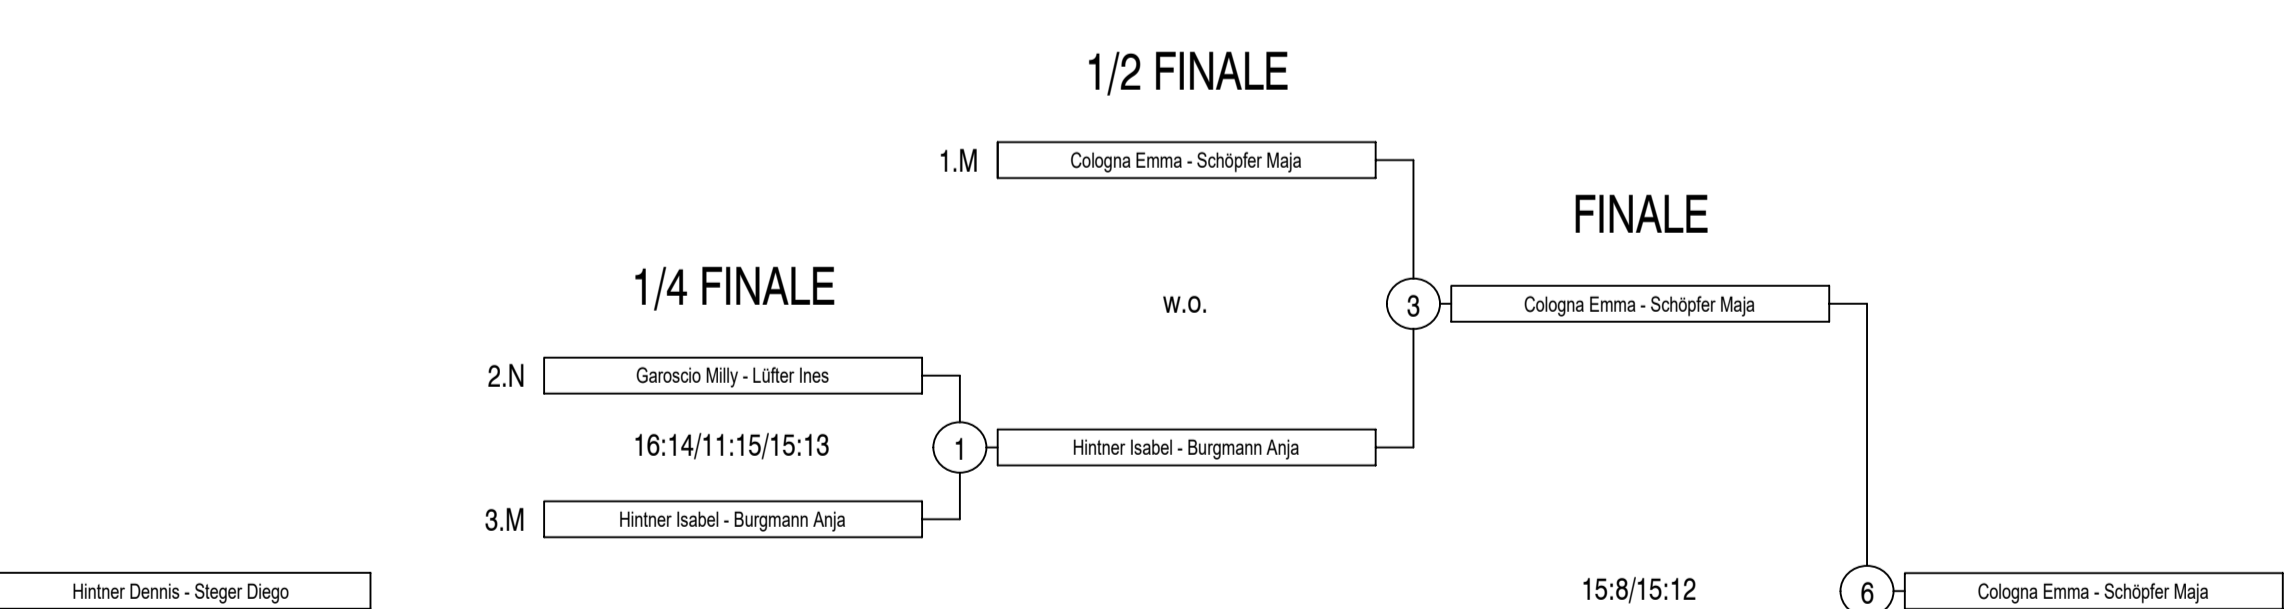 1/2 FINALE
1.M Cologna Emma - Schöpfer Maja
FINALE
1/4 FINALE
w.o. 3 Cologna Emma - Schöpfer Maja
2.N Garoscio Milly - Lüfter Ines
16:14/11:15/15:13 1 Hintner Isabel - Burgmann Anja
3.M Hintner Isabel - Burgmann Anja
Hintner Dennis - Steger Diego 15:8/15:12 6 Cologna Emma - Schöpfer Maja